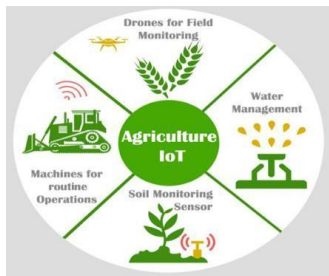 Drones for Field
Monitoring
Water
Management
Agriculture
IoT
Machines for
routine
Operations
Soil Monitoring
Sensor